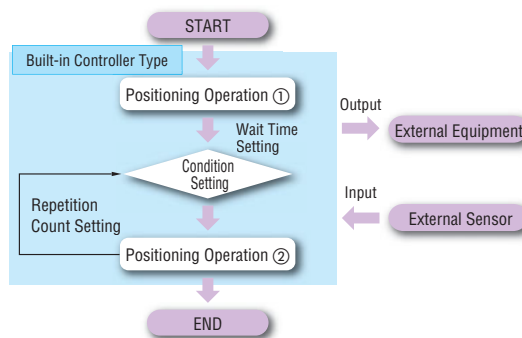 START
Built-in Controller Type
Positioning Operation ①
Output
External Equipment
Wait Time
Setting
Condition
Setting
Input
External Sensor
Repetition
Count Setting
Positioning Operation ②
END